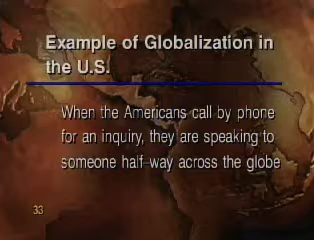 Example of Globalization in
the U.S.
When the Americans call by phone
for an inquiry, they are speaking to
someone half way across the globe
33